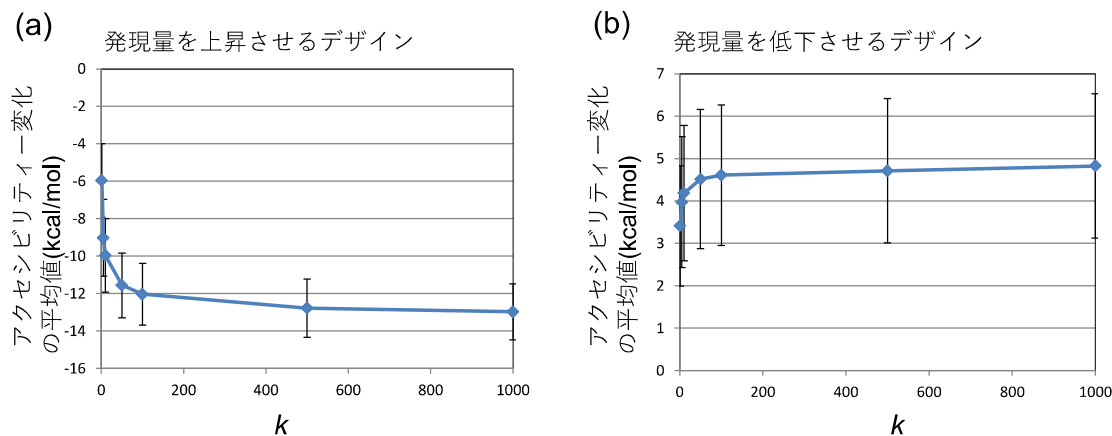 (a)
発現量を上昇させるデザイン
アクセシビリティー変化
の平均値(kcal/mol)
0
-2
-4
-6
-8
-10
-12
-14
-16
0 200 400 600 800 1000
k
(b)
発現量を低下させるデザイン
アクセシビリティー変化
の平均値(kcal/mol)
7
6
5
4
3
2
1
0
0 200 400 600 800 1000
k